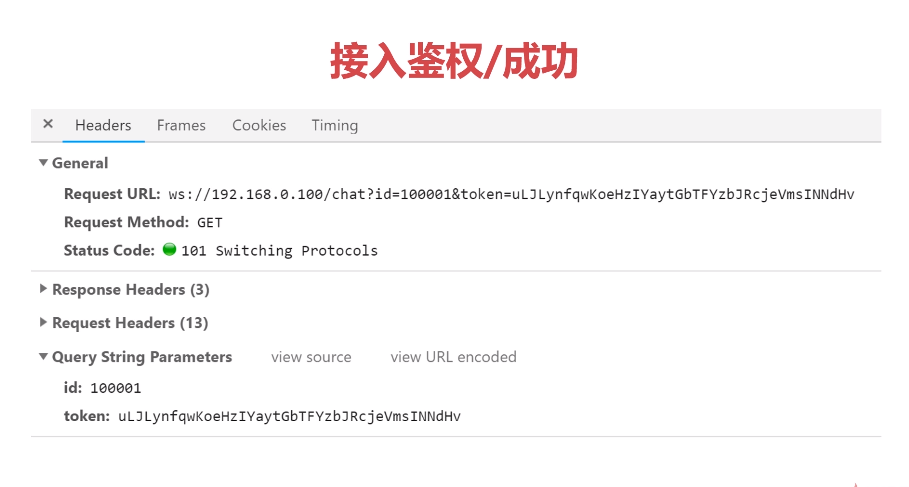 接入鉴权/成功
× Headers Frames Cookies Timing
General
Request URL: ws://192.168.0.100/chat?id=100001&token=uLJLynfqwKoeHzIYaytGbTFYzbJRcjeVmsINNdHv
Request Method: GET
Status Code: 101 Switching Protocols
Response Headers (3)
Request Headers (13)
Query String Parameters view source view URL encoded
id: 100001
token: uLJLynfqwKoeHzIYaytGbTFYzbJRcjeVmsINNdHv